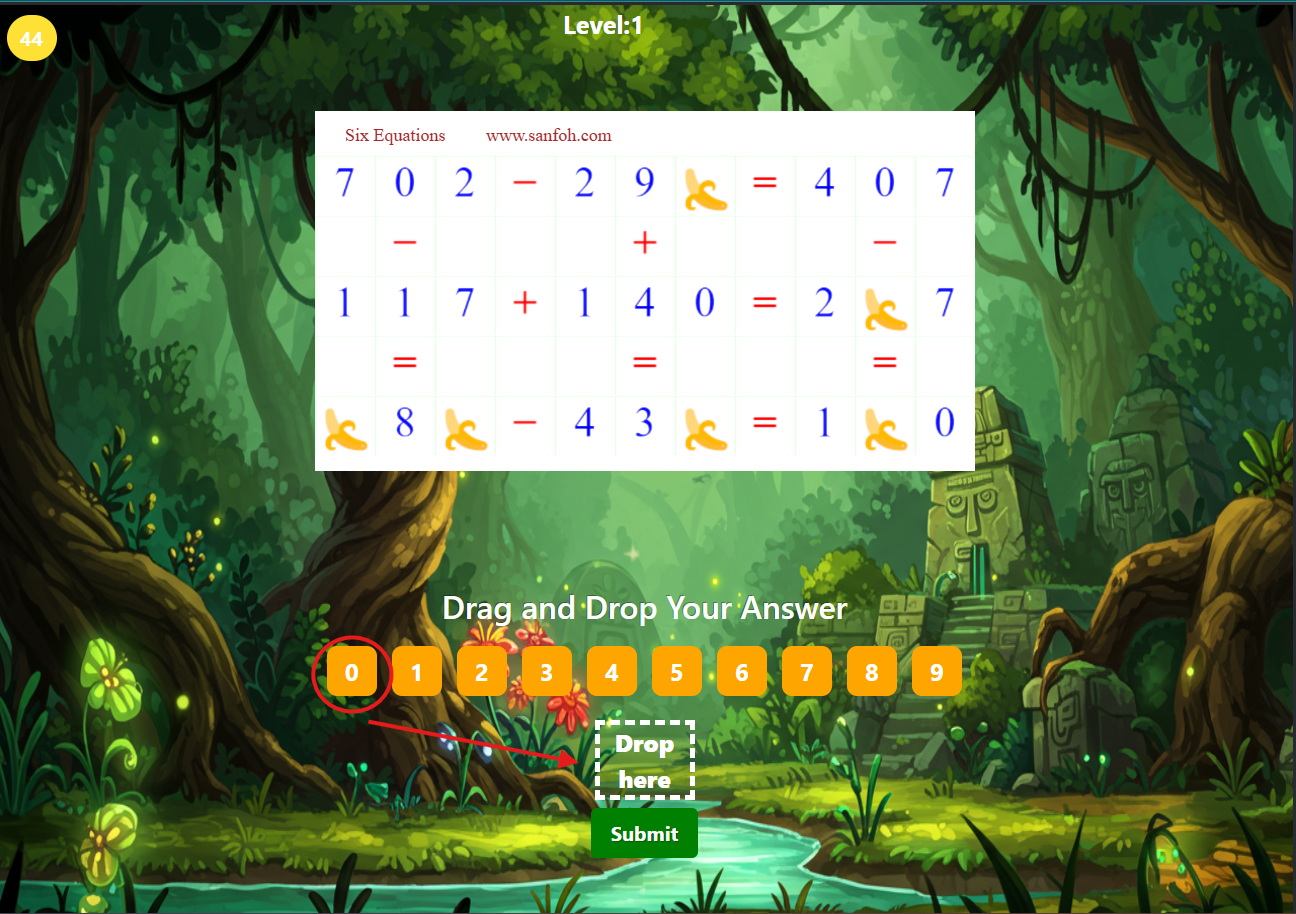 44
Level:1
Six Equations www.sanfoh.com
7 0 2 − 2 9 = 4 0 7
− + −
1 1 7 + 1 4 0 = 2 7
= = =
8 − 4 3 = 1 0
Drag and Drop Your Answer
0 1 2 3 4 5 6 7 8 9
Drop
here
Submit